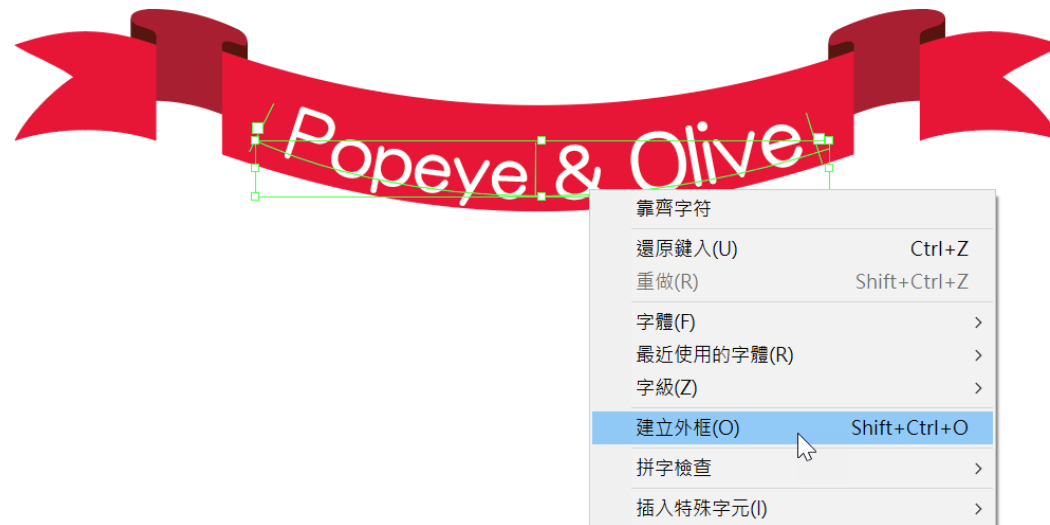 Popeye & Olive
靠齊字符
還原鍵入(U) Ctrl+Z
重做(R) Shift+Ctrl+Z
字體(F)
最近使用的字體(R)
字級(Z)
建立外框(O) Shift+Ctrl+O
拼字檢查
插入特殊字元(I)